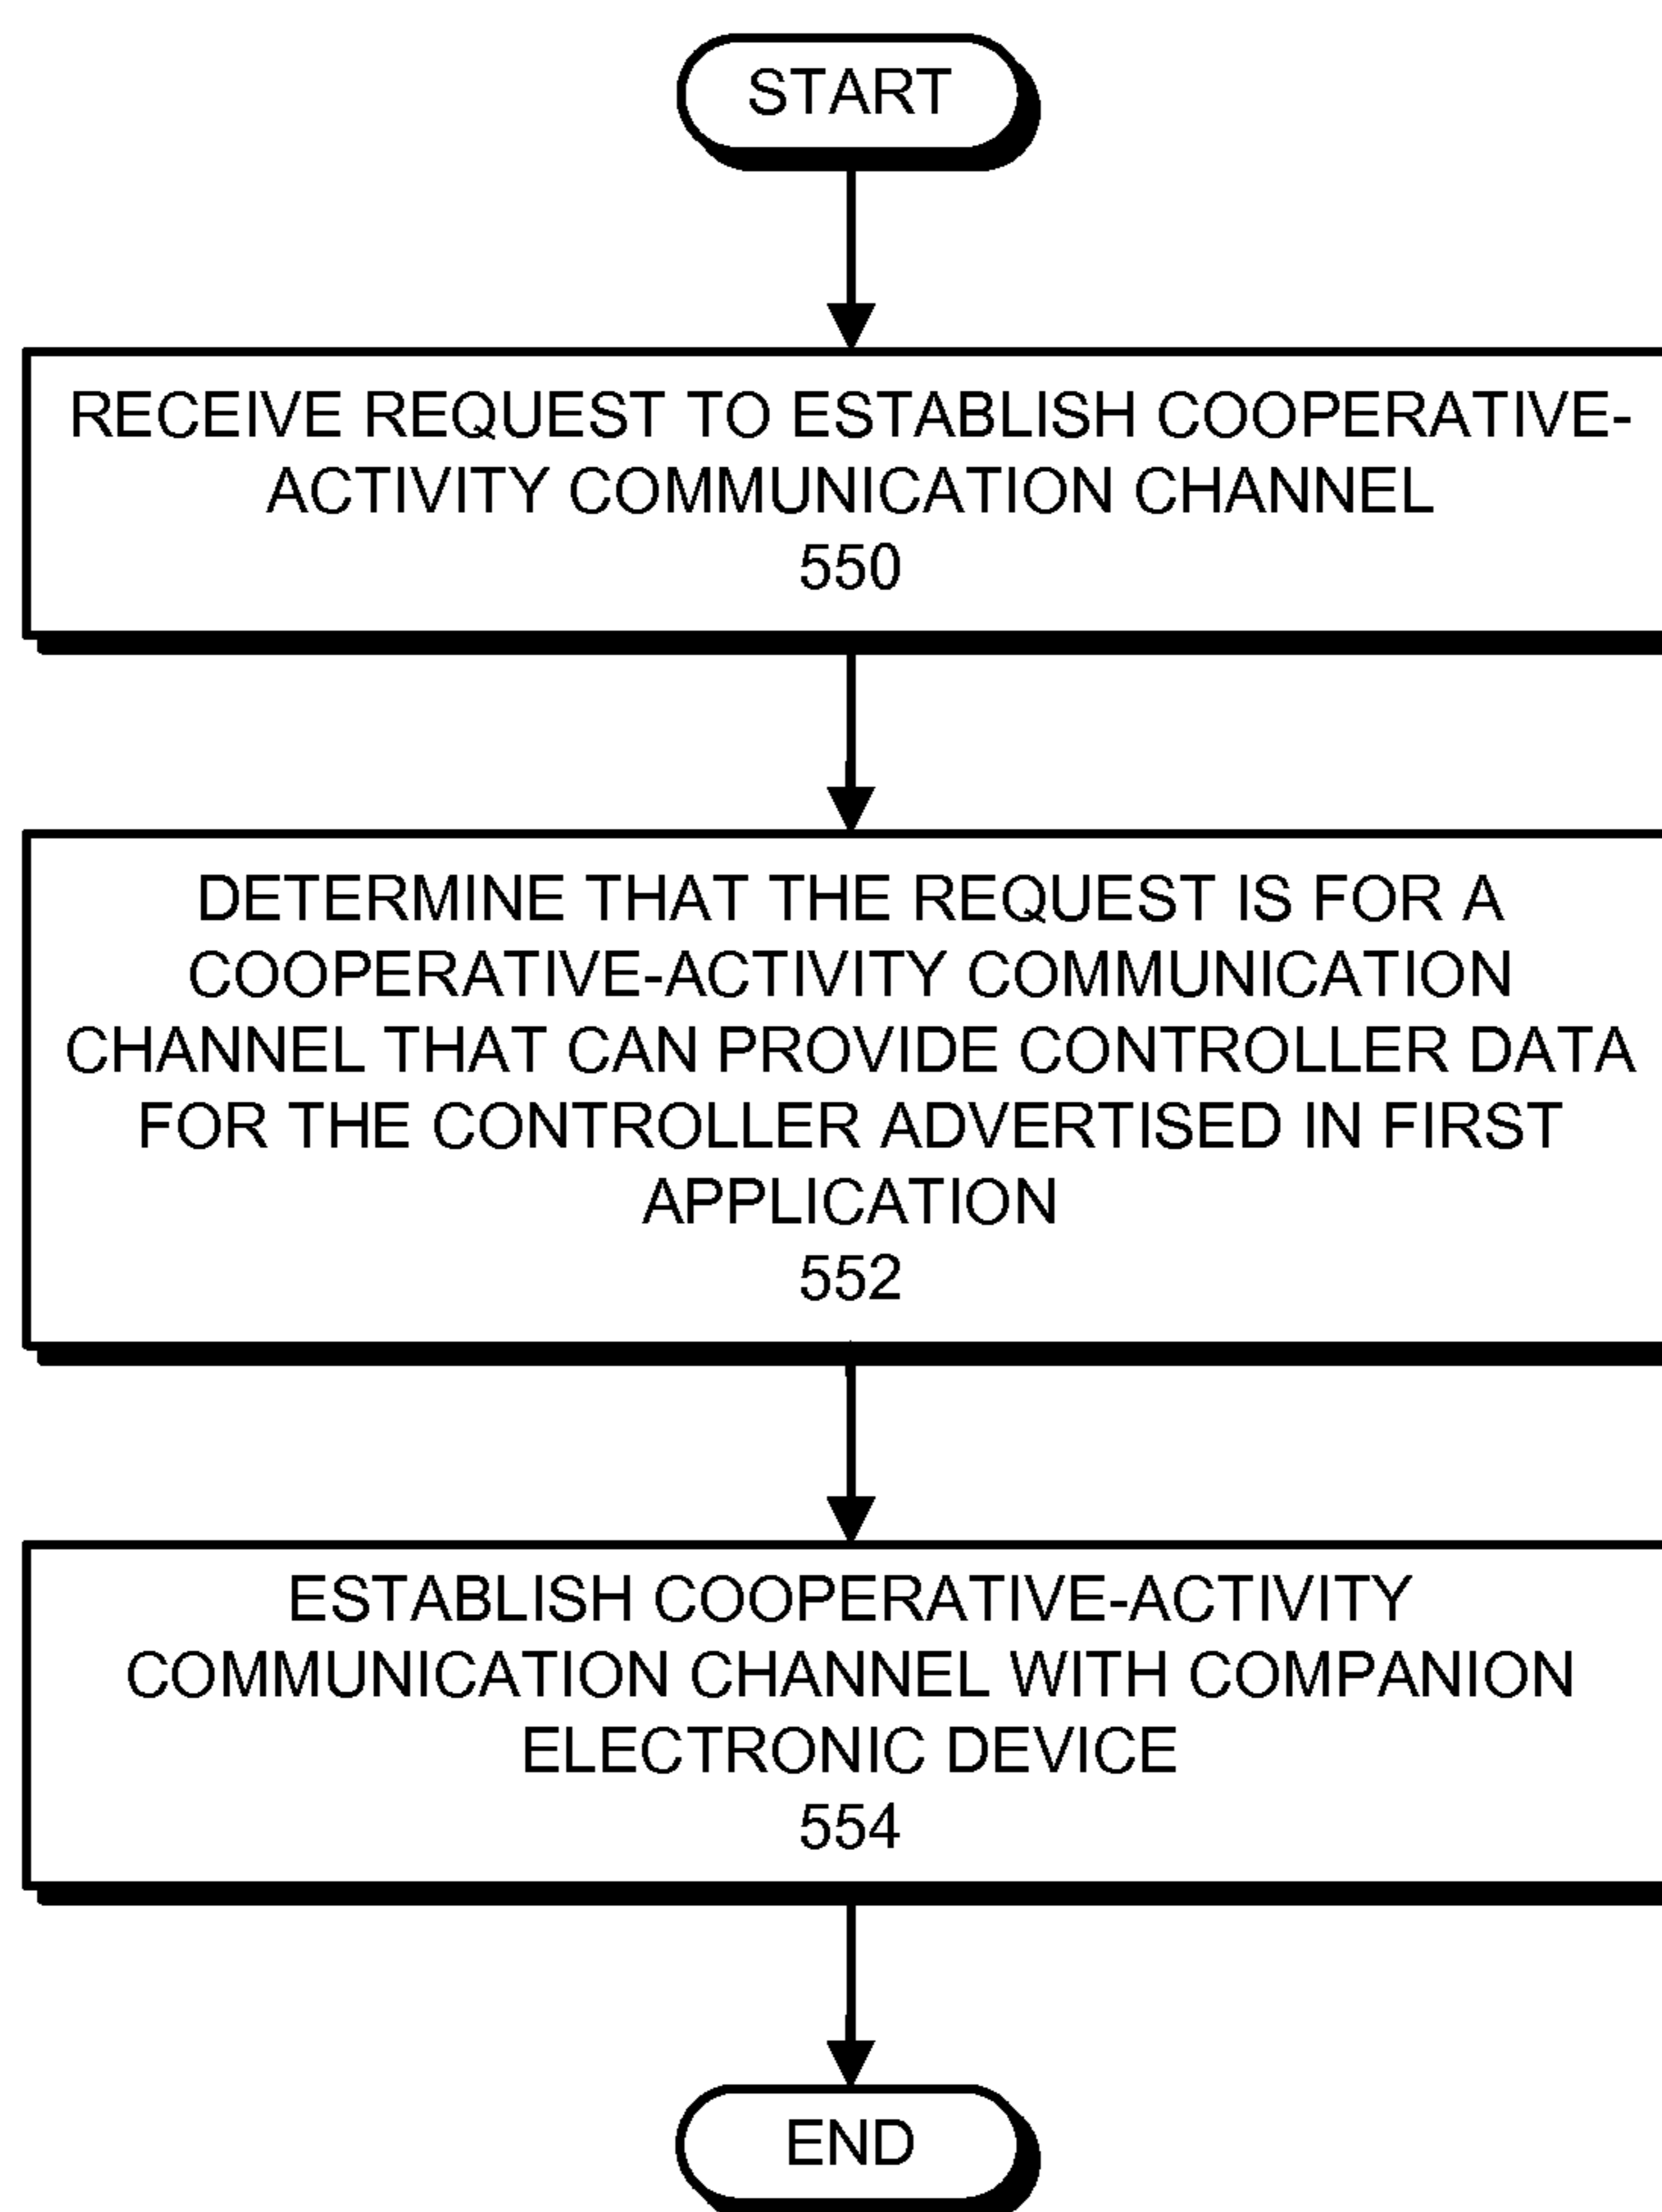 START
RECEIVE REQUEST TO ESTABLISH COOPERATIVE-
ACTIVITY COMMUNICATION CHANNEL
550
DETERMINE THAT THE REQUEST IS FOR A
COOPERATIVE-ACTIVITY COMMUNICATION
CHANNEL THAT CAN PROVIDE CONTROLLER DATA
FOR THE CONTROLLER ADVERTISED IN FIRST
APPLICATION
552
ESTABLISH COOPERATIVE-ACTIVITY
COMMUNICATION CHANNEL WITH COMPANION
ELECTRONIC DEVICE
554
END